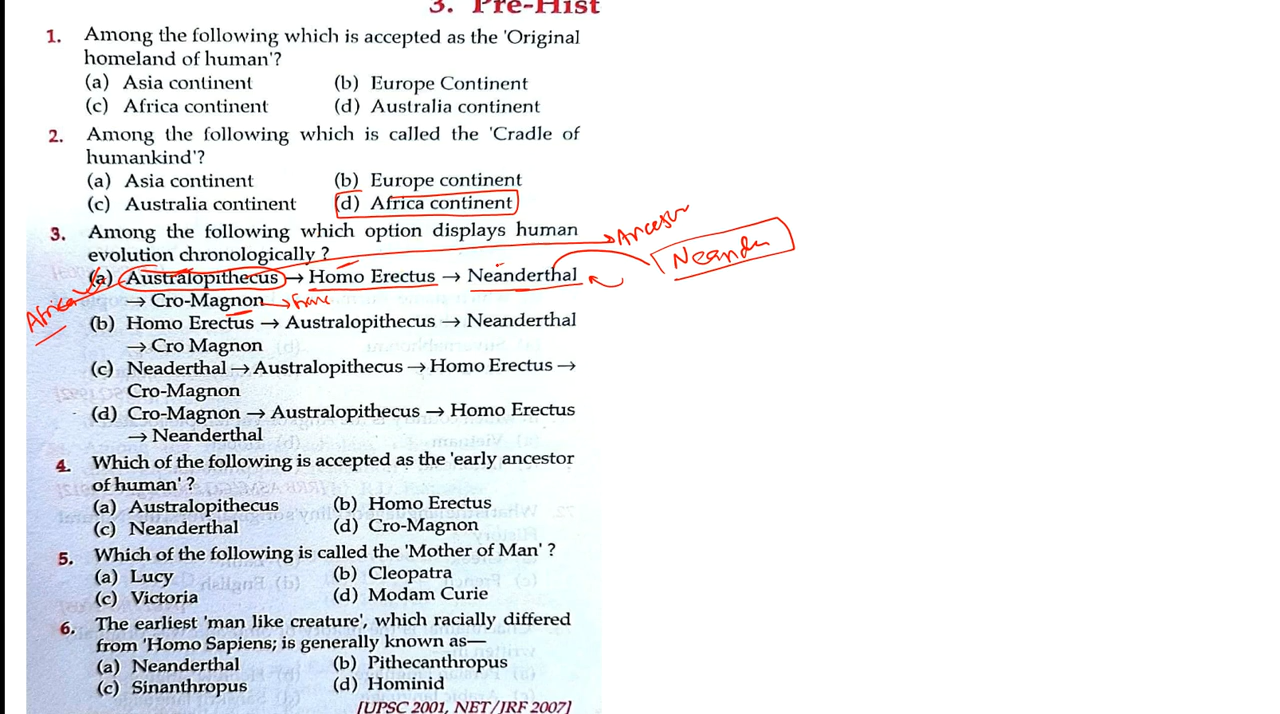 3. Pre-Hist
1. Among the following which is accepted as the 'Original
homeland of human'?
(a) Asia continent (b) Europe Continent
(c) Africa continent (d) Australia continent
2. Among the following which is called the 'Cradle of
humankind'?
(a) Asia continent (b) Europe continent
(c) Australia continent (d) Africa continent
3. Among the following which option displays human
Ancestor
evolution chronologically ?
Neande
(a) Australopithecus → Homo Erectus → Neanderthal
Africa
→ Cro-Magnon
(b) Homo Erectus → Australopithecus → Neanderthal
→ Cro Magnon
(c) Neaderthal → Australopithecus → Homo Erectus →
Cro-Magnon
(d) Cro-Magnon → Australopithecus → Homo Erectus
→ Neanderthal
4. Which of the following is accepted as the 'early ancestor
of human' ?
(a) Australopithecus (b) Homo Erectus
(c) Neanderthal (d) Cro-Magnon
5. Which of the following is called the 'Mother of Man' ?
(a) Lucy (b) Cleopatra
(c) Victoria (d) Modam Curie
6. The earliest 'man like creature', which racially differed
from 'Homo Sapiens; is generally known as—
(a) Neanderthal (b) Pithecanthropus
(c) Sinanthropus (d) Hominid
[UPSC 2001, NET/JRF 2007]